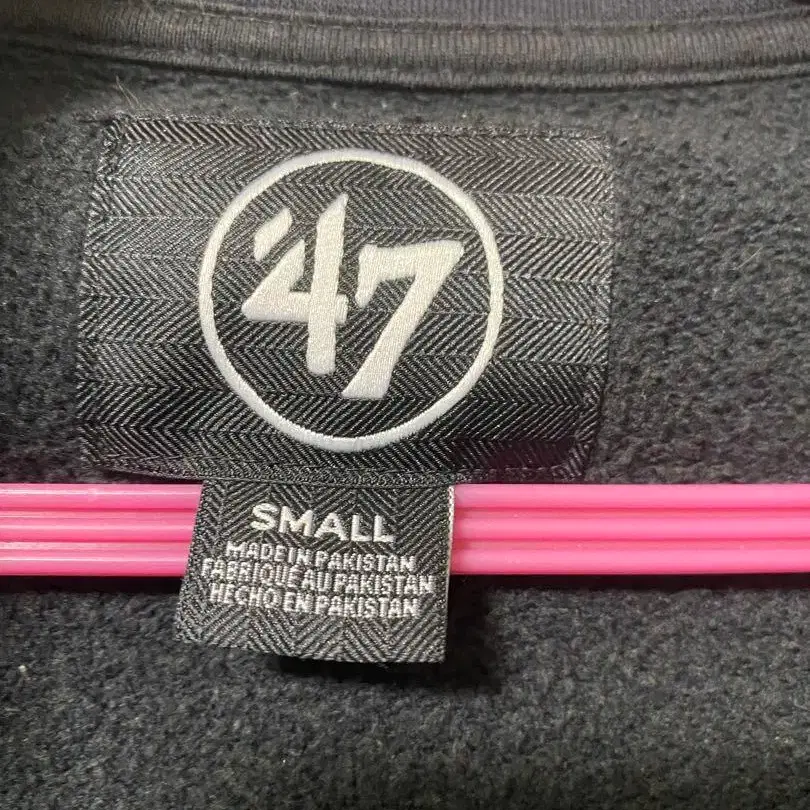 '47
SMALL
MADE IN PAKISTAN
FABRIQUÉ AU PAKISTAN
HECHO EN PAKISTAN